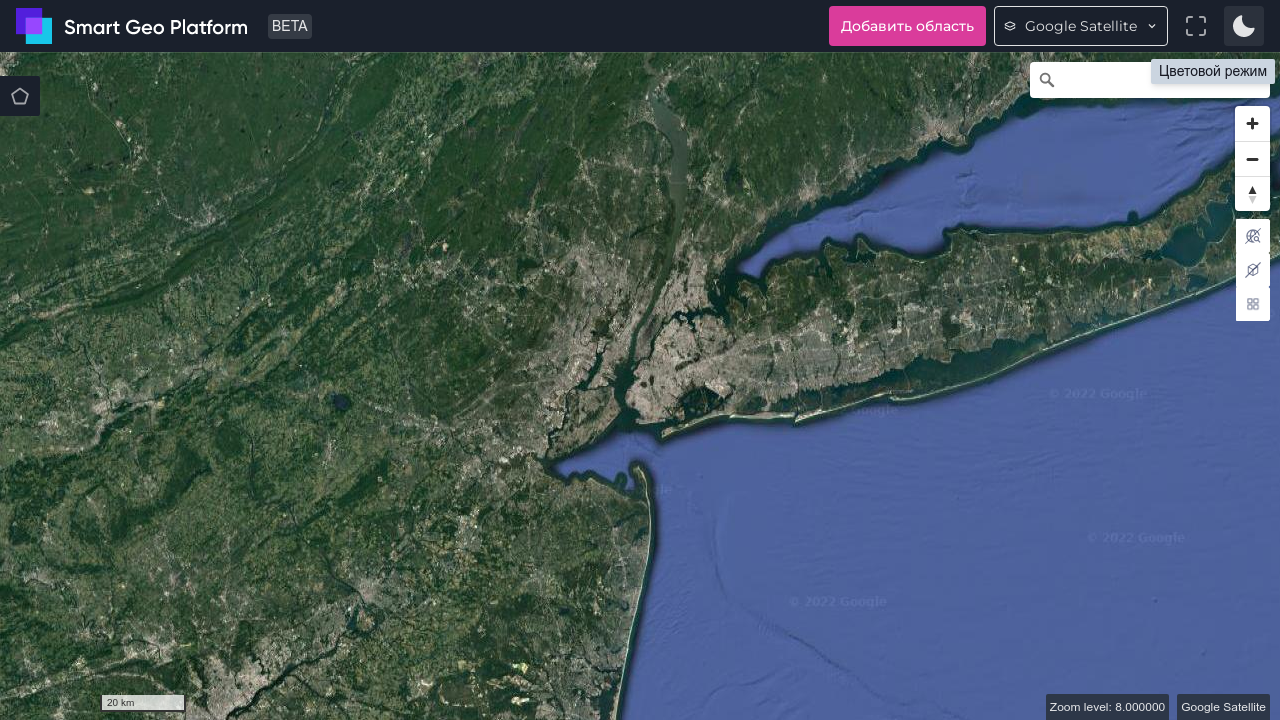 Smart Geo Platform BETA
Добавить область
Google Satellite
Цветовой режим
© 2022 Google
Google
© 2022 Google
© 2022 Google
20 km
Zoom level: 8.000000
Google Satellite